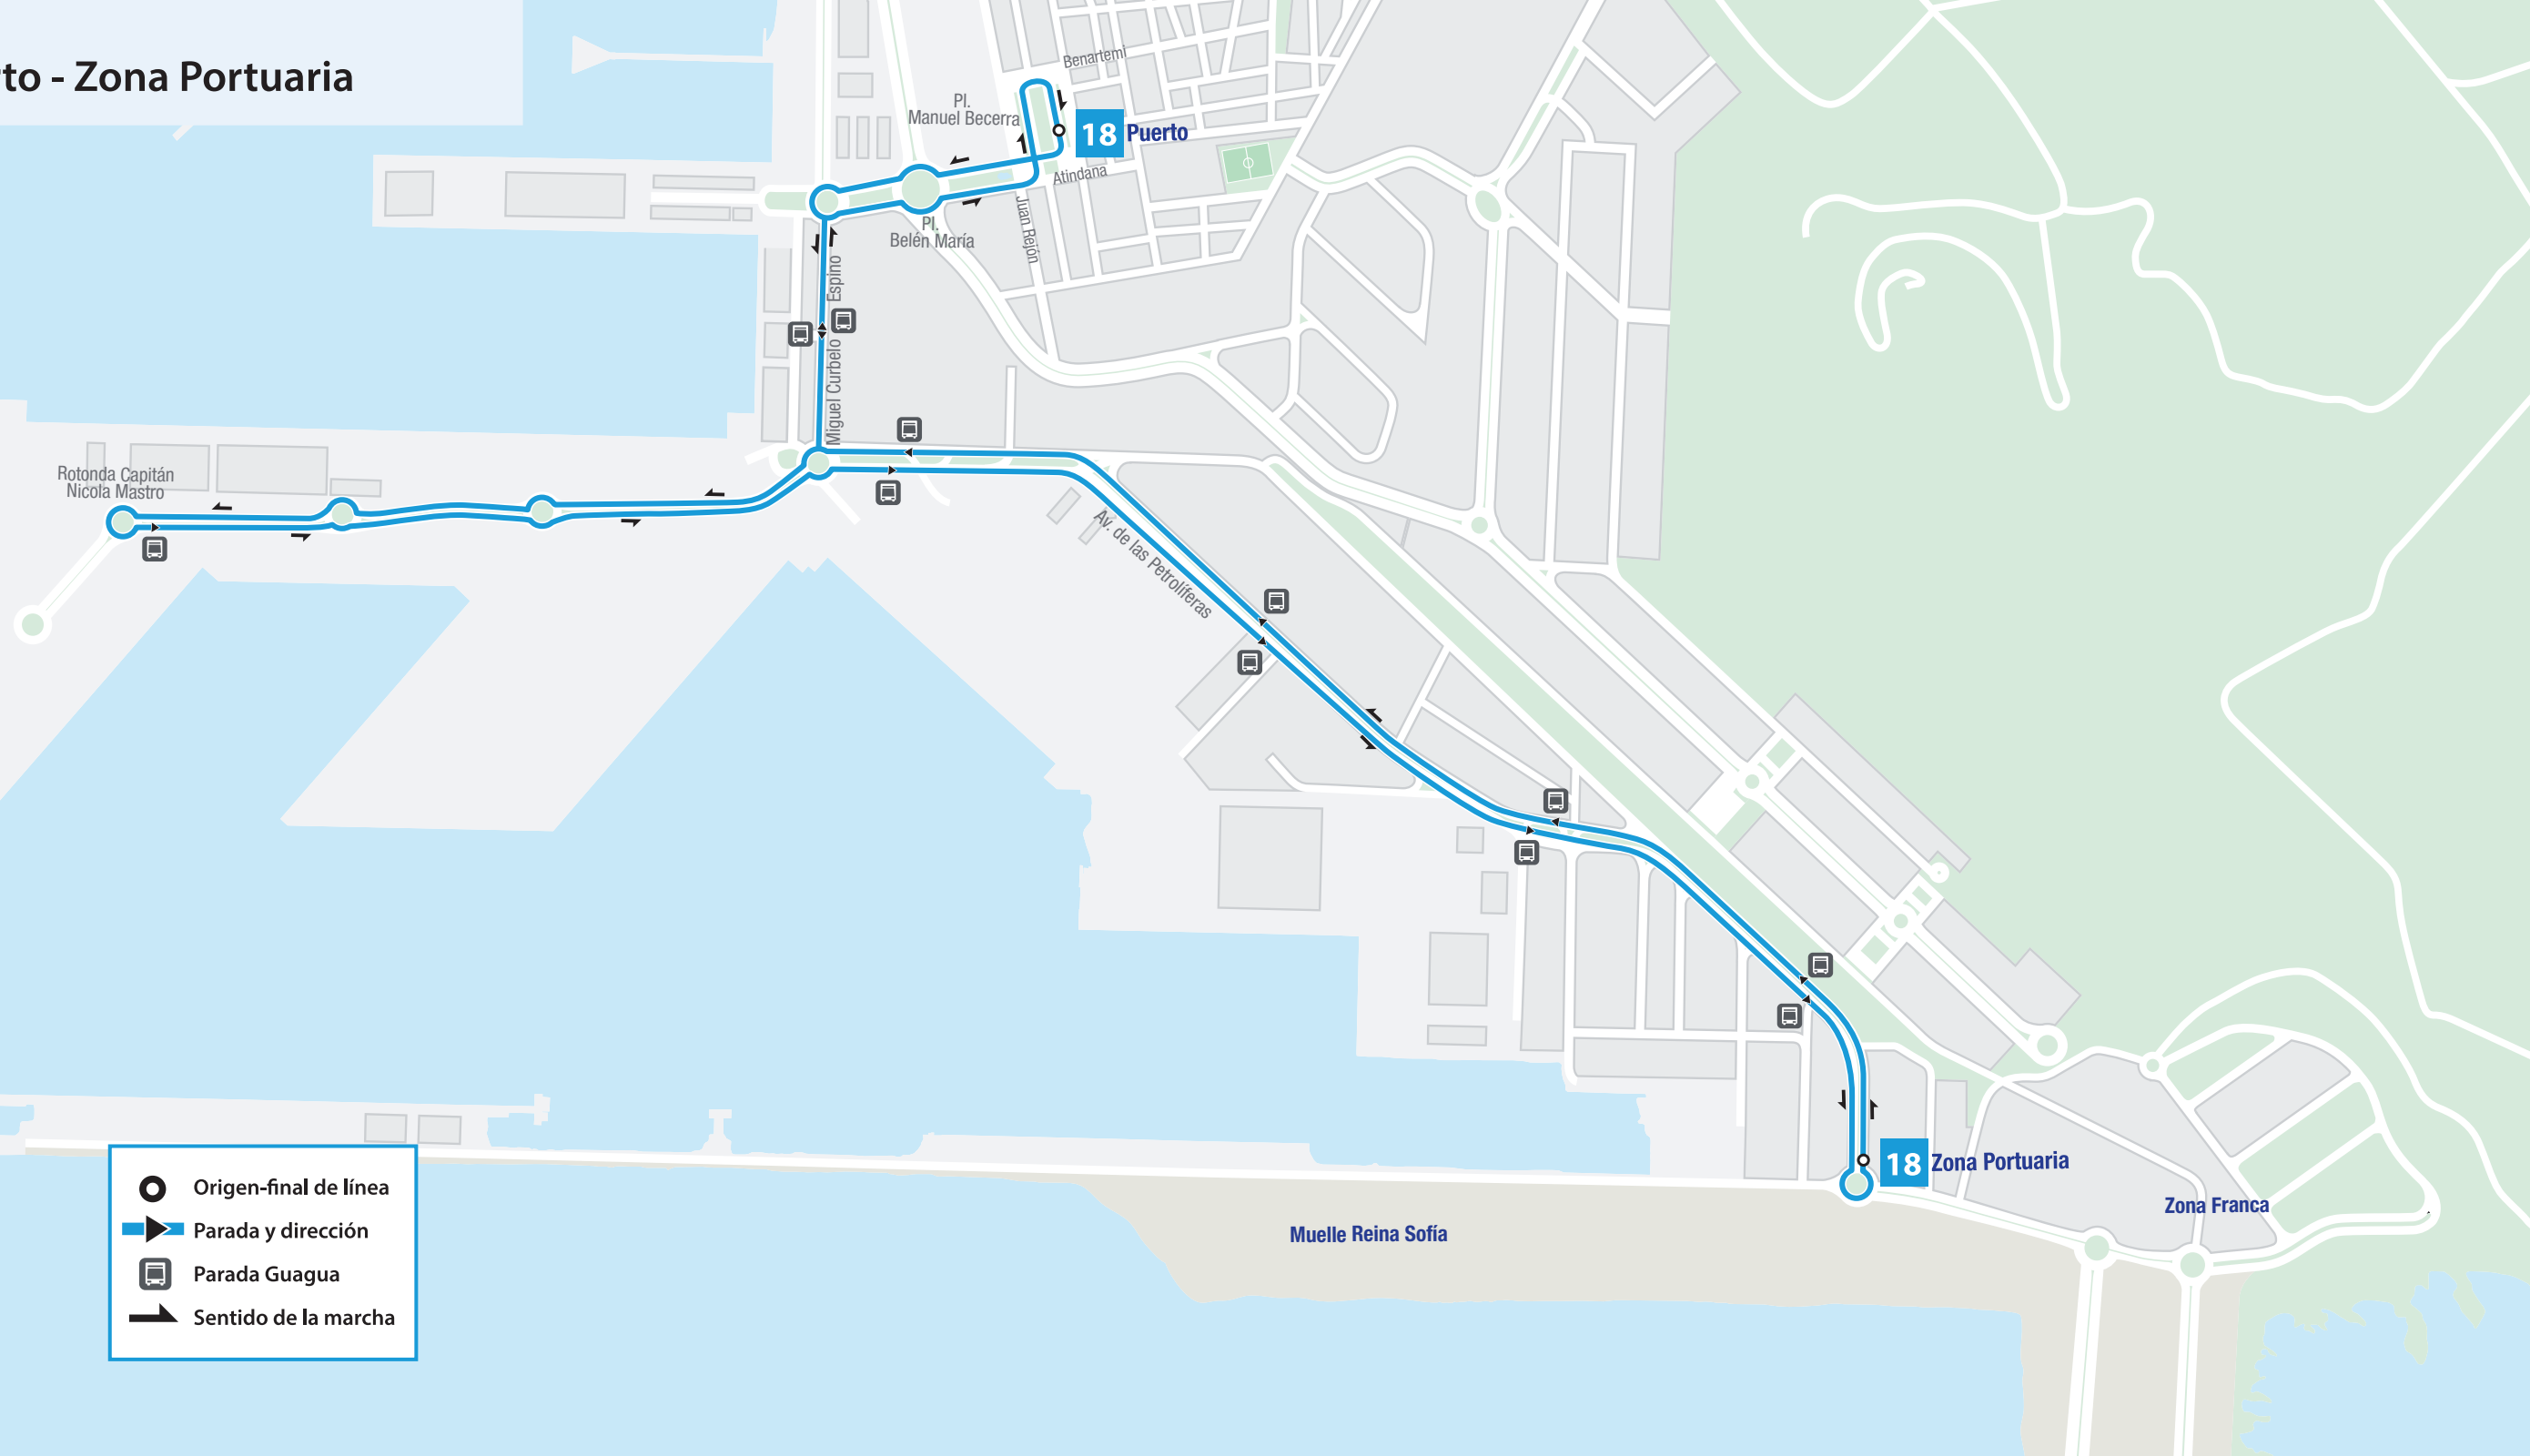 to - Zona Portuaria
Benartemi
Pl.
Manuel Becerra
18 Puerto
Atindana
Juan Rejón
Pl.
Belén María
Miguel Curbelo Espino
Rotonda Capitán
Nicola Mastro
Av. de las Petrolíferas
18 Zona Portuaria
Zona Franca
Muelle Reina Sofía
Origen-final de línea
Parada y dirección
Parada Guagua
Sentido de la marcha